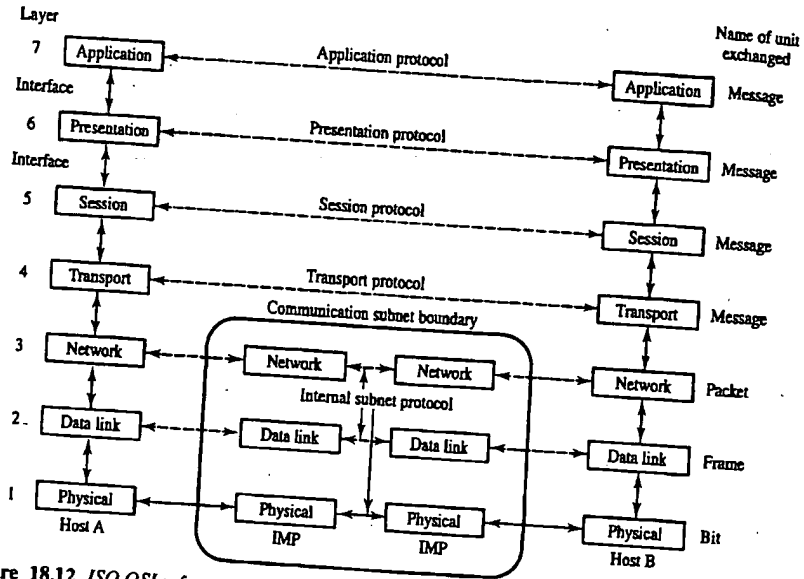 Layer
Name of unit
exchanged
7 Application Application protocol Application Message
Interface
6 Presentation Presentation protocol Presentation Message
Interface
5 Session Session protocol Session Message
4 Transport Transport protocol Transport Message
Communication subnet boundary
3 Network Network Network Network Packet
Internal subnet protocol
2 Data link Data link Data link Data link Frame
1 Physical Physical Physical Physical Bit
Host A IMP IMP Host B
18.12 ISO OSI